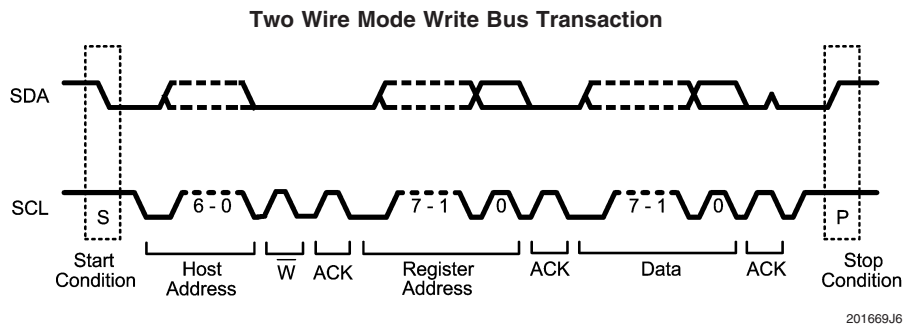 Two Wire Mode Write Bus Transaction
SDA
SCL
S
6 - 0
7 - 1
0
7 - 1
0
P
Start
Condition
Host
Address
W̅
ACK
Register
Address
ACK
Data
ACK
Stop
Condition
201669J6